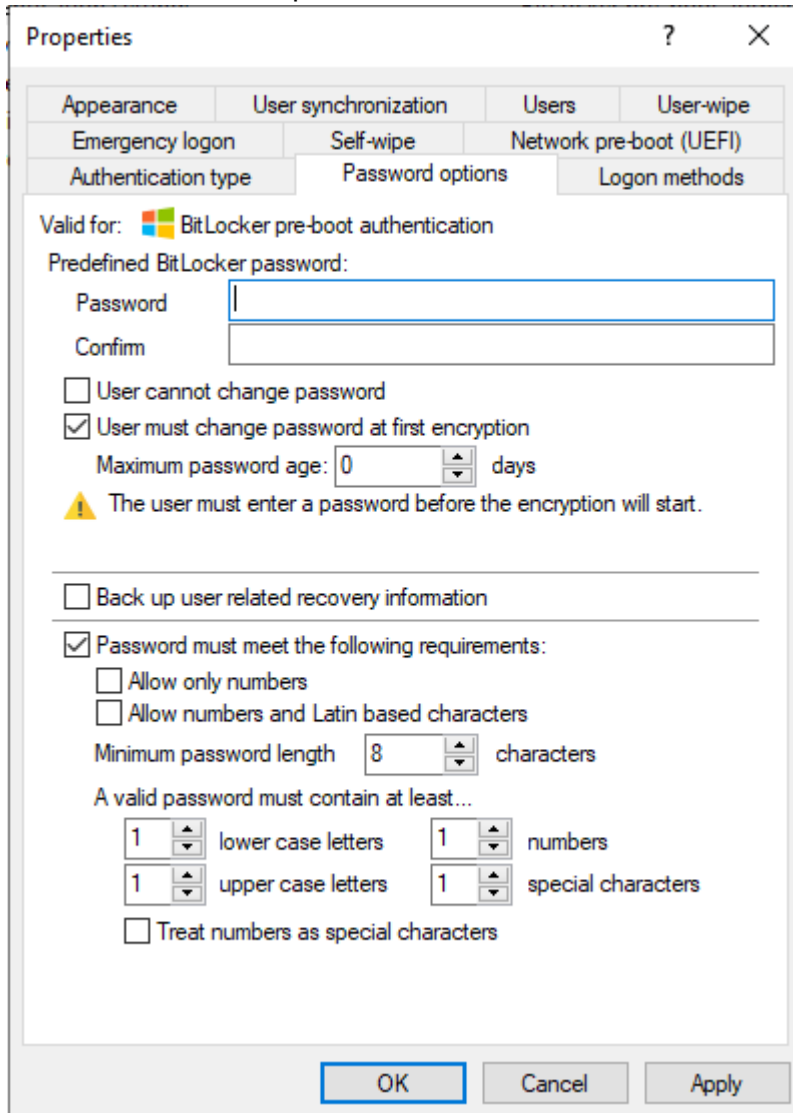 Properties ? ✕
Appearance User synchronization Users User-wipe
Emergency logon Self-wipe Network pre-boot (UEFI)
Authentication type Password options Logon methods
Valid for: BitLocker pre-boot authentication
Predefined BitLocker password:
Password
Confirm
User cannot change password
User must change password at first encryption
Maximum password age: 0 days
The user must enter a password before the encryption will start.
Back up user related recovery information
Password must meet the following requirements:
Allow only numbers
Allow numbers and Latin based characters
Minimum password length 8 characters
A valid password must contain at least...
1 lower case letters 1 numbers
1 upper case letters 1 special characters
Treat numbers as special characters
OK Cancel Apply